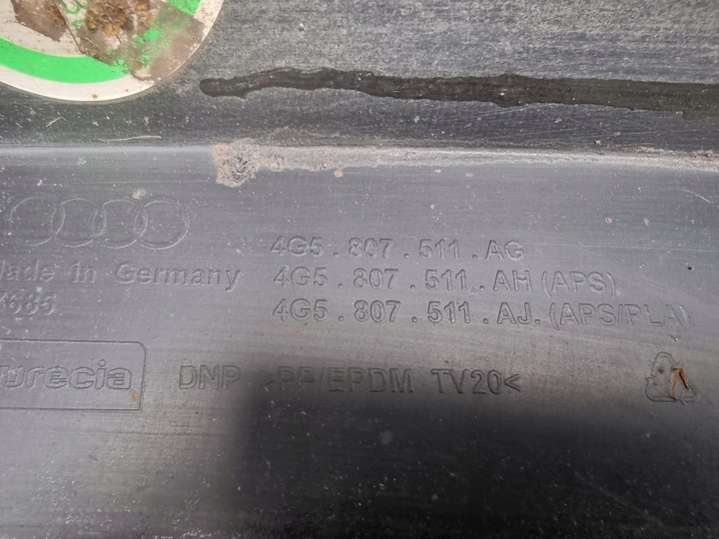 4G5.807.511.AG
Made in Germany 4G5.807.511.AH(APS)
4G5.807.511.AJ.(APS/PLA)
DMP >PP/EPDM TV20<